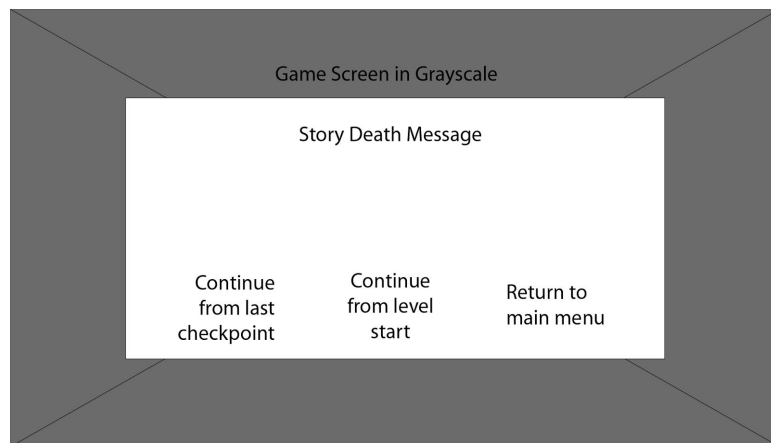 Game Screen in Grayscale
Story Death Message
Continue
from last
checkpoint
Continue
from level
start
Return to
main menu